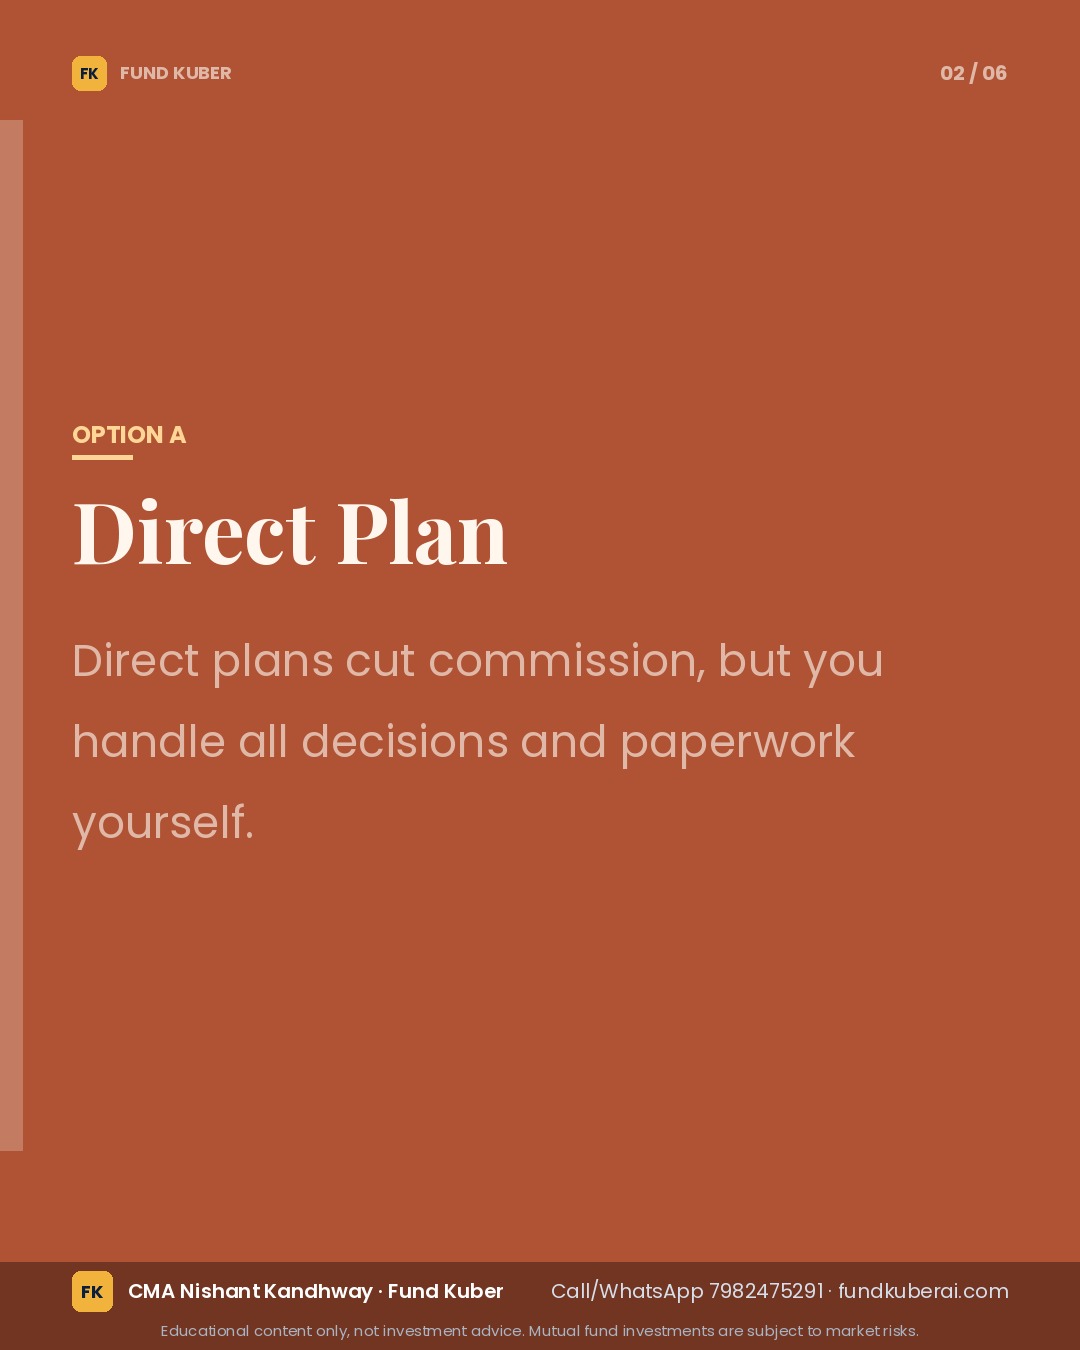 FK FUND KUBER
02 / 06
OPTION A
Direct Plan
Direct plans cut commission, but you
handle all decisions and paperwork
yourself.
FK CMA Nishant Kandhway · Fund Kuber
Call/WhatsApp 7982475291 · fundkuberai.com
Educational content only, not investment advice. Mutual fund investments are subject to market risks.